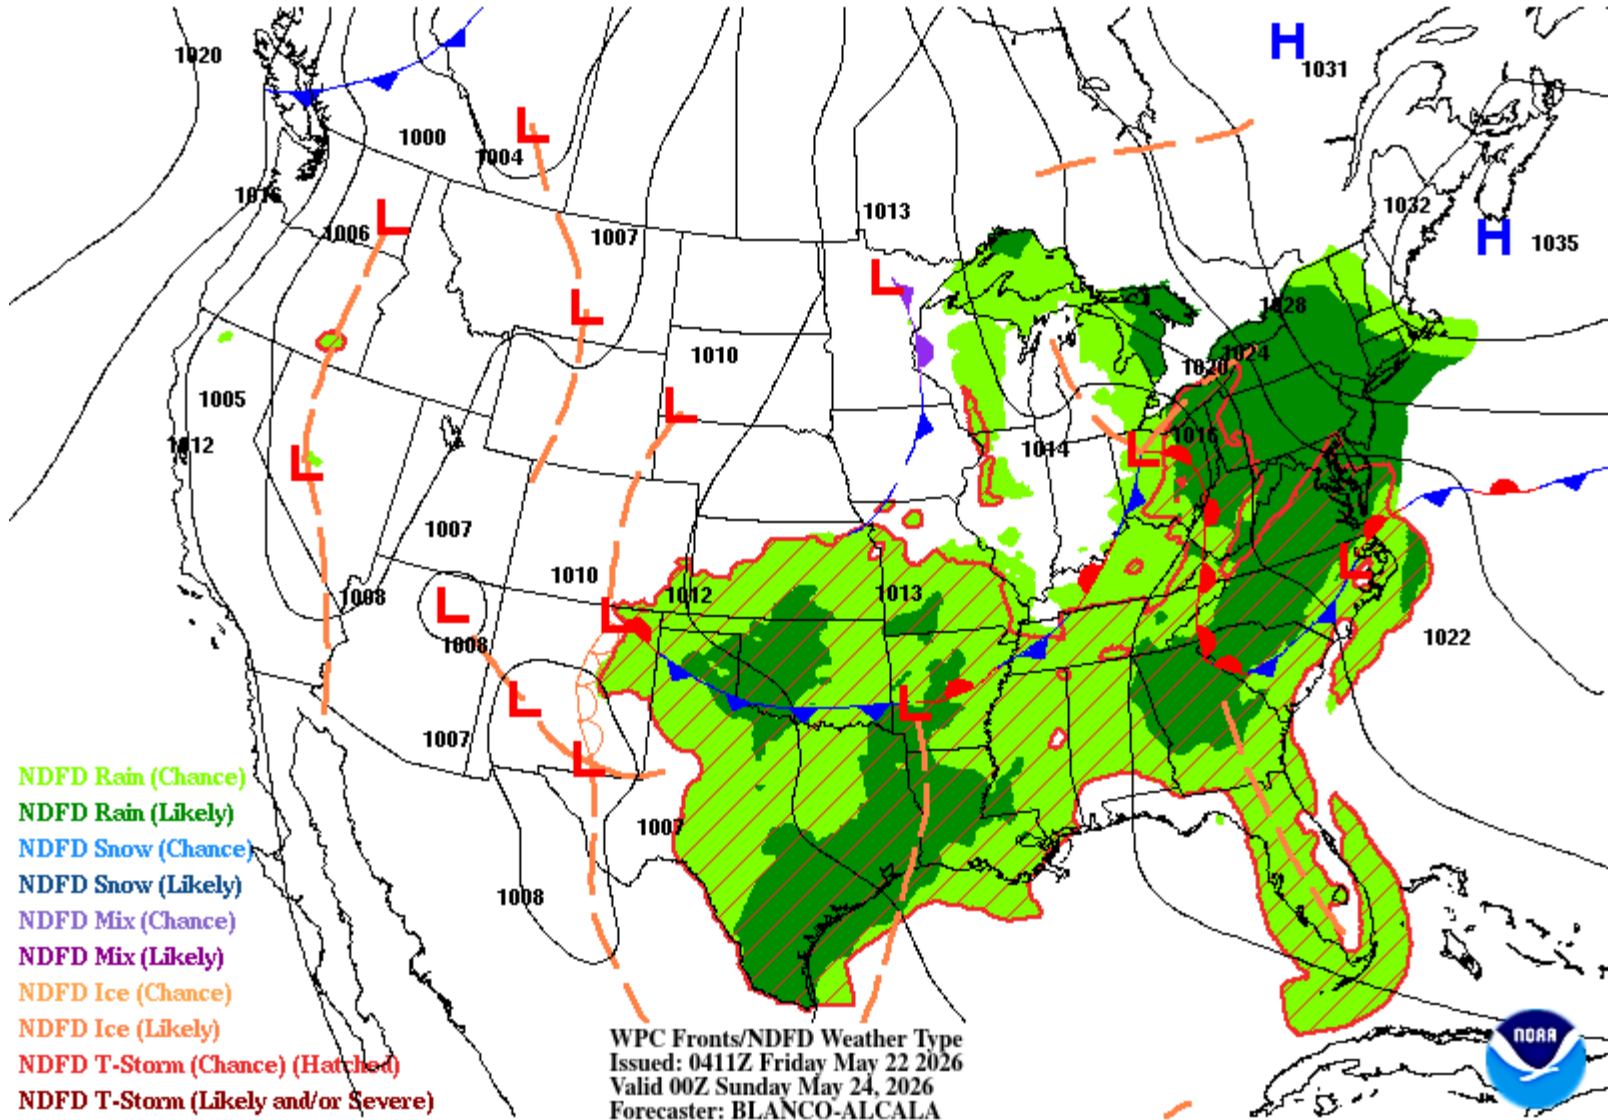 1020
H
1031
L
1000
1004
1016
L
1006
1007
1013
1032
H
1035
L
L
1028
1010
1024
1020
1005
L
1012
L
1014
L
1016
1007
1010
L
1008
L
1008
L
1012
1013
1022
L
L
1007
L
1007
1008
NDFD Rain (Chance)
NDFD Rain (Likely)
NDFD Snow (Chance)
NDFD Snow (Likely)
NDFD Mix (Chance)
NDFD Mix (Likely)
NDFD Ice (Chance)
NDFD Ice (Likely)
NDFD T-Storm (Chance) (Hatched)
NDFD T-Storm (Likely and/or Severe)
WPC Fronts/NDFD Weather Type
Issued: 0411Z Friday May 22 2026
Valid 00Z Sunday May 24, 2026
Forecaster: BLANCO-ALCALA
NOAA